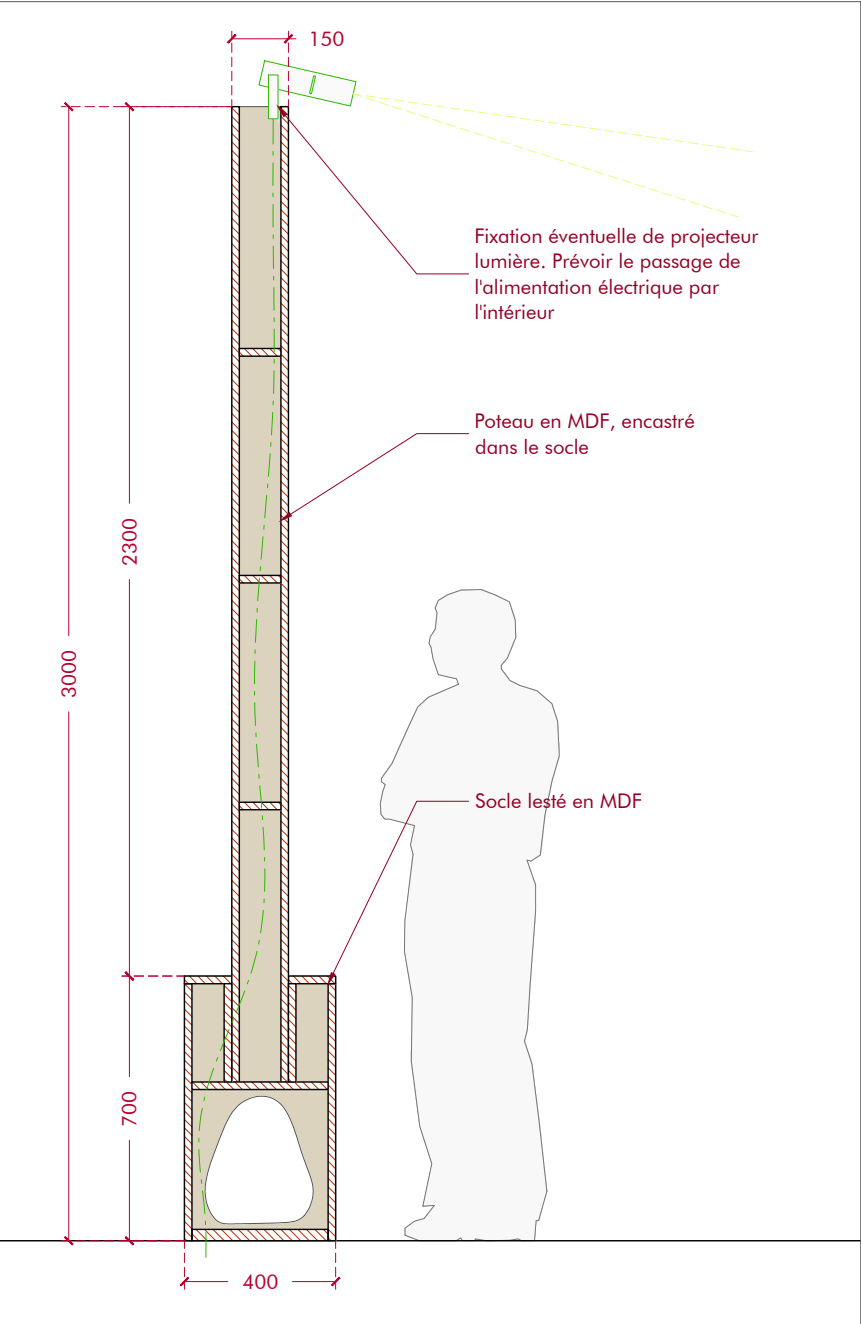 150
Fixation éventuelle de projecteur
lumière. Prévoir le passage de
l'alimentation électrique par
l'intérieur
Poteau en MDF, encastré
dans le socle
2300
3000
Socle lesté en MDF
700
400